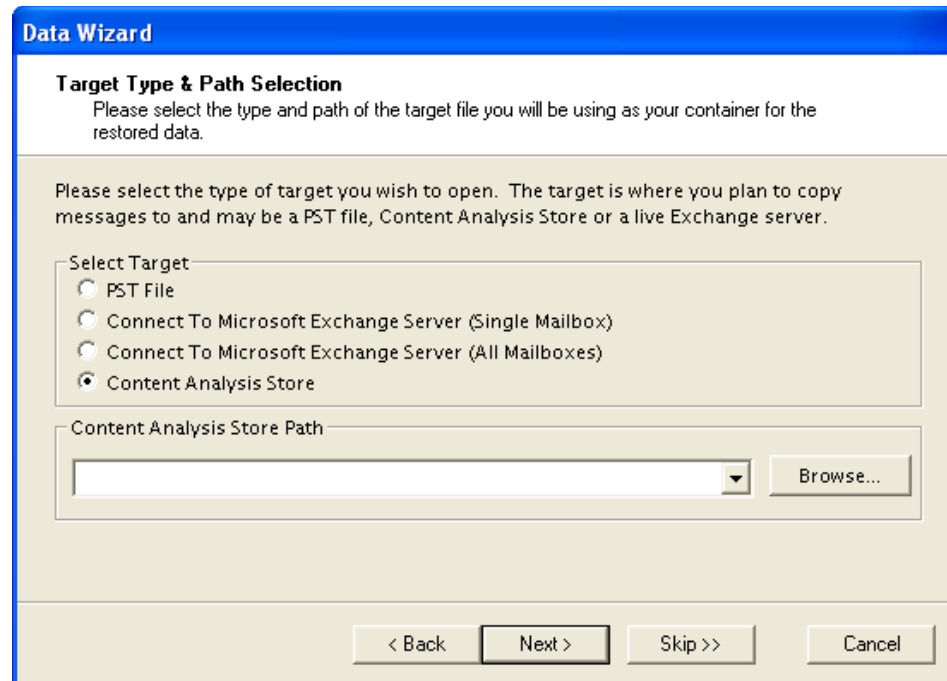 Data Wizard
Target Type & Path Selection
Please select the type and path of the target file you will be using as your container for the
restored data.
Please select the type of target you wish to open.  The target is where you plan to copy
messages to and may be a PST file, Content Analysis Store or a live Exchange server.
Select Target
PST File
Connect To Microsoft Exchange Server (Single Mailbox)
Connect To Microsoft Exchange Server (All Mailboxes)
Content Analysis Store
Content Analysis Store Path
Browse...
< Back
Next >
Skip >>
Cancel